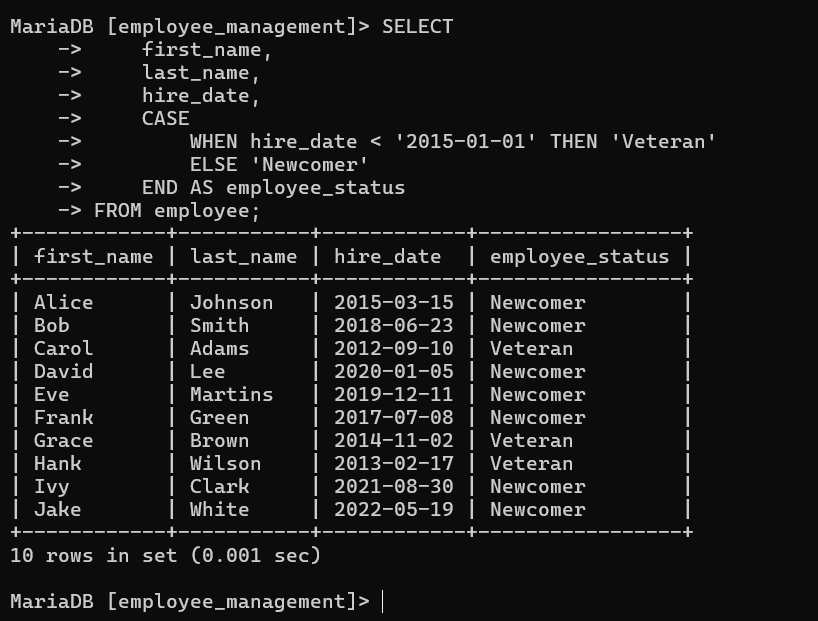 MariaDB [employee_management]> SELECT
    ->     first_name,
    ->     last_name,
    ->     hire_date,
    ->     CASE
    ->         WHEN hire_date < '2015-01-01' THEN 'Veteran'
    ->         ELSE 'Newcomer'
    ->     END AS employee_status
    -> FROM employee;
+------------+-----------+------------+-----------------+
| first_name | last_name | hire_date  | employee_status |
+------------+-----------+------------+-----------------+
| Alice      | Johnson   | 2015-03-15 | Newcomer        |
| Bob        | Smith     | 2018-06-23 | Newcomer        |
| Carol      | Adams     | 2012-09-10 | Veteran         |
| David      | Lee       | 2020-01-05 | Newcomer        |
| Eve        | Martins   | 2019-12-11 | Newcomer        |
| Frank      | Green     | 2017-07-08 | Newcomer        |
| Grace      | Brown     | 2014-11-02 | Veteran         |
| Hank       | Wilson    | 2013-02-17 | Veteran         |
| Ivy        | Clark     | 2021-08-30 | Newcomer        |
| Jake       | White     | 2022-05-19 | Newcomer        |
+------------+-----------+------------+-----------------+
10 rows in set (0.001 sec)

MariaDB [employee_management]>